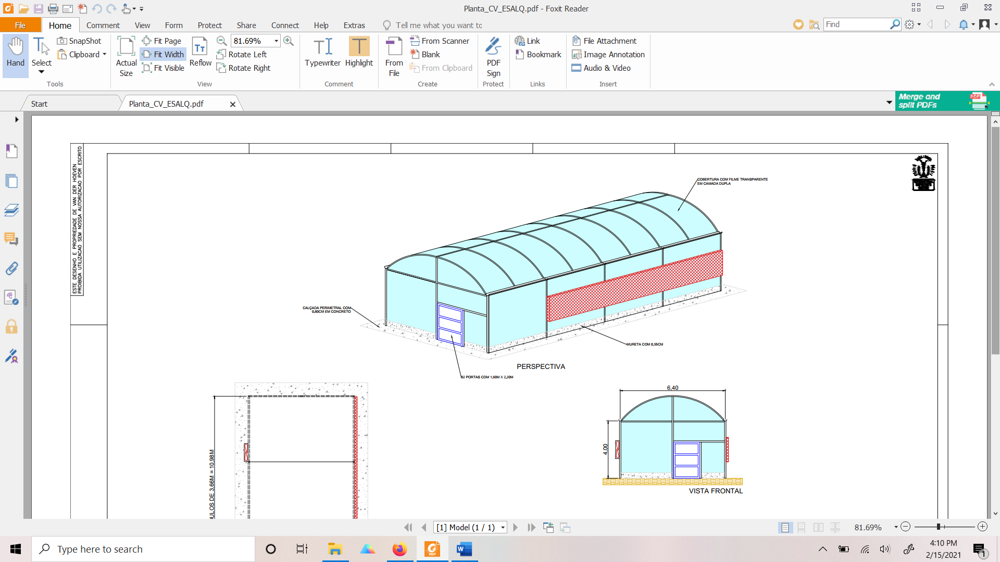 Planta_CV_ESALQ.pdf - Foxit Reader
File
Home
Comment
View
Form
Protect
Share
Connect
Help
Extras
Tell me what you want to
Find
Hand
Select
SnapShot
Clipboard
Tools
Actual
Size
Fit Page
Fit Width
Fit Visible
Reflow
81.69%
Rotate Left
Rotate Right
View
Typewriter
Highlight
Comment
From
File
From Scanner
Blank
From Clipboard
Create
PDF
Sign
Protect
Link
Bookmark
Links
File Attachment
Image Annotation
Audio & Video
Insert
Start
Planta_CV_ESALQ.pdf
Merge and
split PDFs
PDF
ESTE DESENHO E PROPRIEDADE DE VAN DER HOEVEN
PROIBIDA UTILIZACAO SEM NOSSA AUTORIZACAO POR ESCRITO
COBERTURA COM FILME TRANSPARENTE
EM CAMADA DUPLA
CALÇADA PERIMETRAL COM
0,80CM EM CONCRETO
MURETA COM 0,35CM
PERSPECTIVA
02 PORTAS COM 1,60M X 2,20M
6,40
4,00
VISTA FRONTAL
ULOS DE 3,66M = 10,98M
[1] Model (1 / 1)
81.69%
Type here to search
PDF
W
4:10 PM
2/15/2021
1